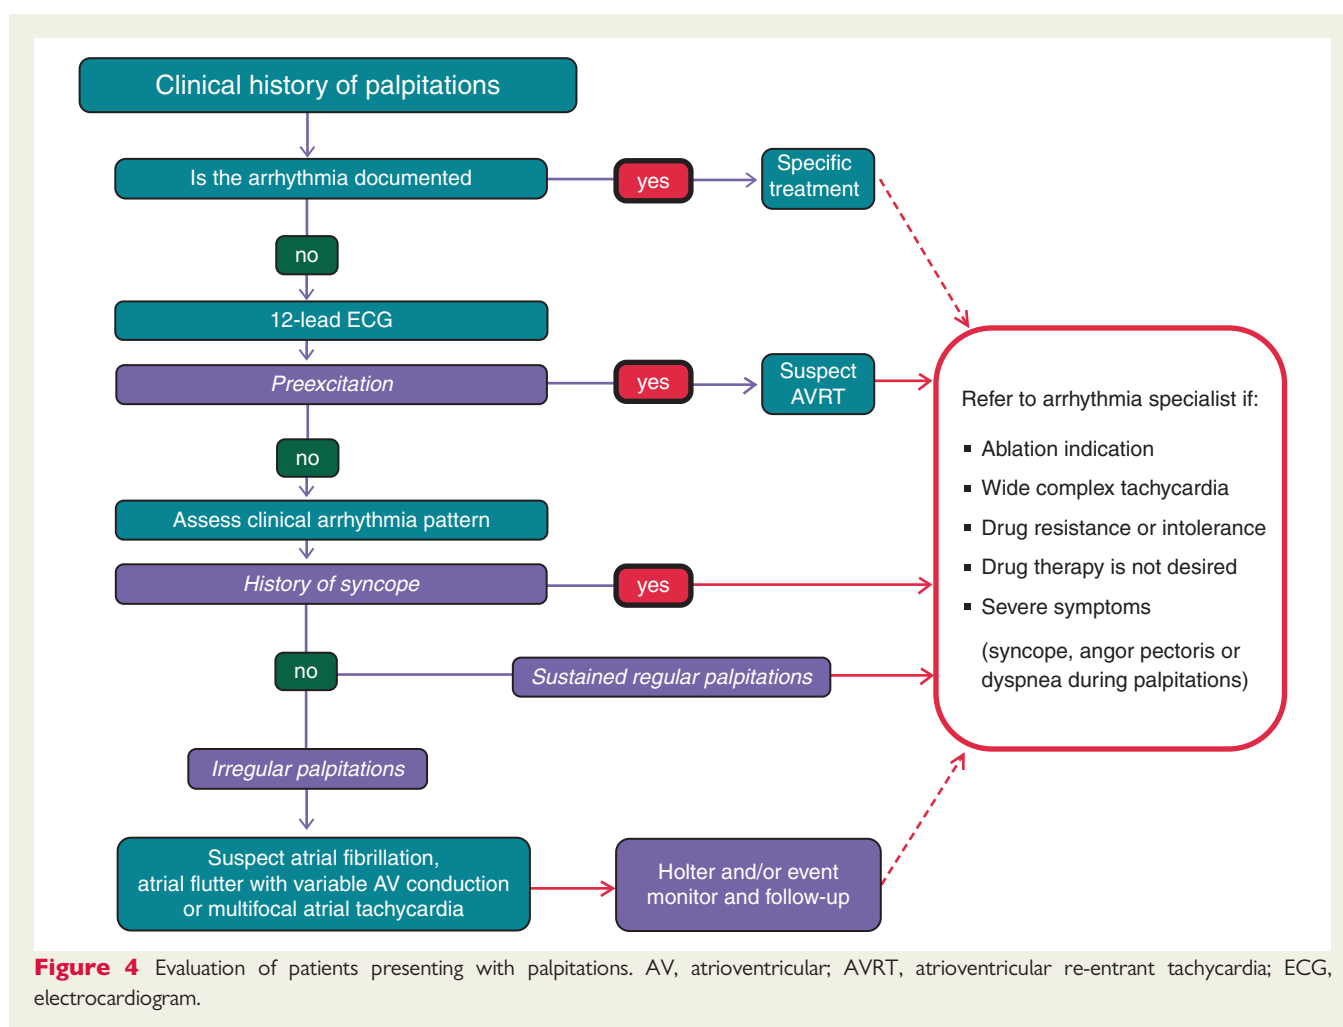 Clinical history of palpitations
Is the arrhythmia documented
yes
Specific
treatment
no
12-lead ECG
Preexcitation
yes
Suspect
AVRT
no
Assess clinical arrhythmia pattern
History of syncope
yes
no
Sustained regular palpitations
Irregular palpitations
Suspect atrial fibrillation,
atrial flutter with variable AV conduction
or multifocal atrial tachycardia
Holter and/or event
monitor and follow-up
Refer to arrhythmia specialist if:
▪ Ablation indication
▪ Wide complex tachycardia
▪ Drug resistance or intolerance
▪ Drug therapy is not desired
▪ Severe symptoms
(syncope, angor pectoris or
dyspnea during palpitations)
Figure 4 Evaluation of patients presenting with palpitations. AV, atrioventricular; AVRT, atrioventricular re-entrant tachycardia; ECG,
electrocardiogram.